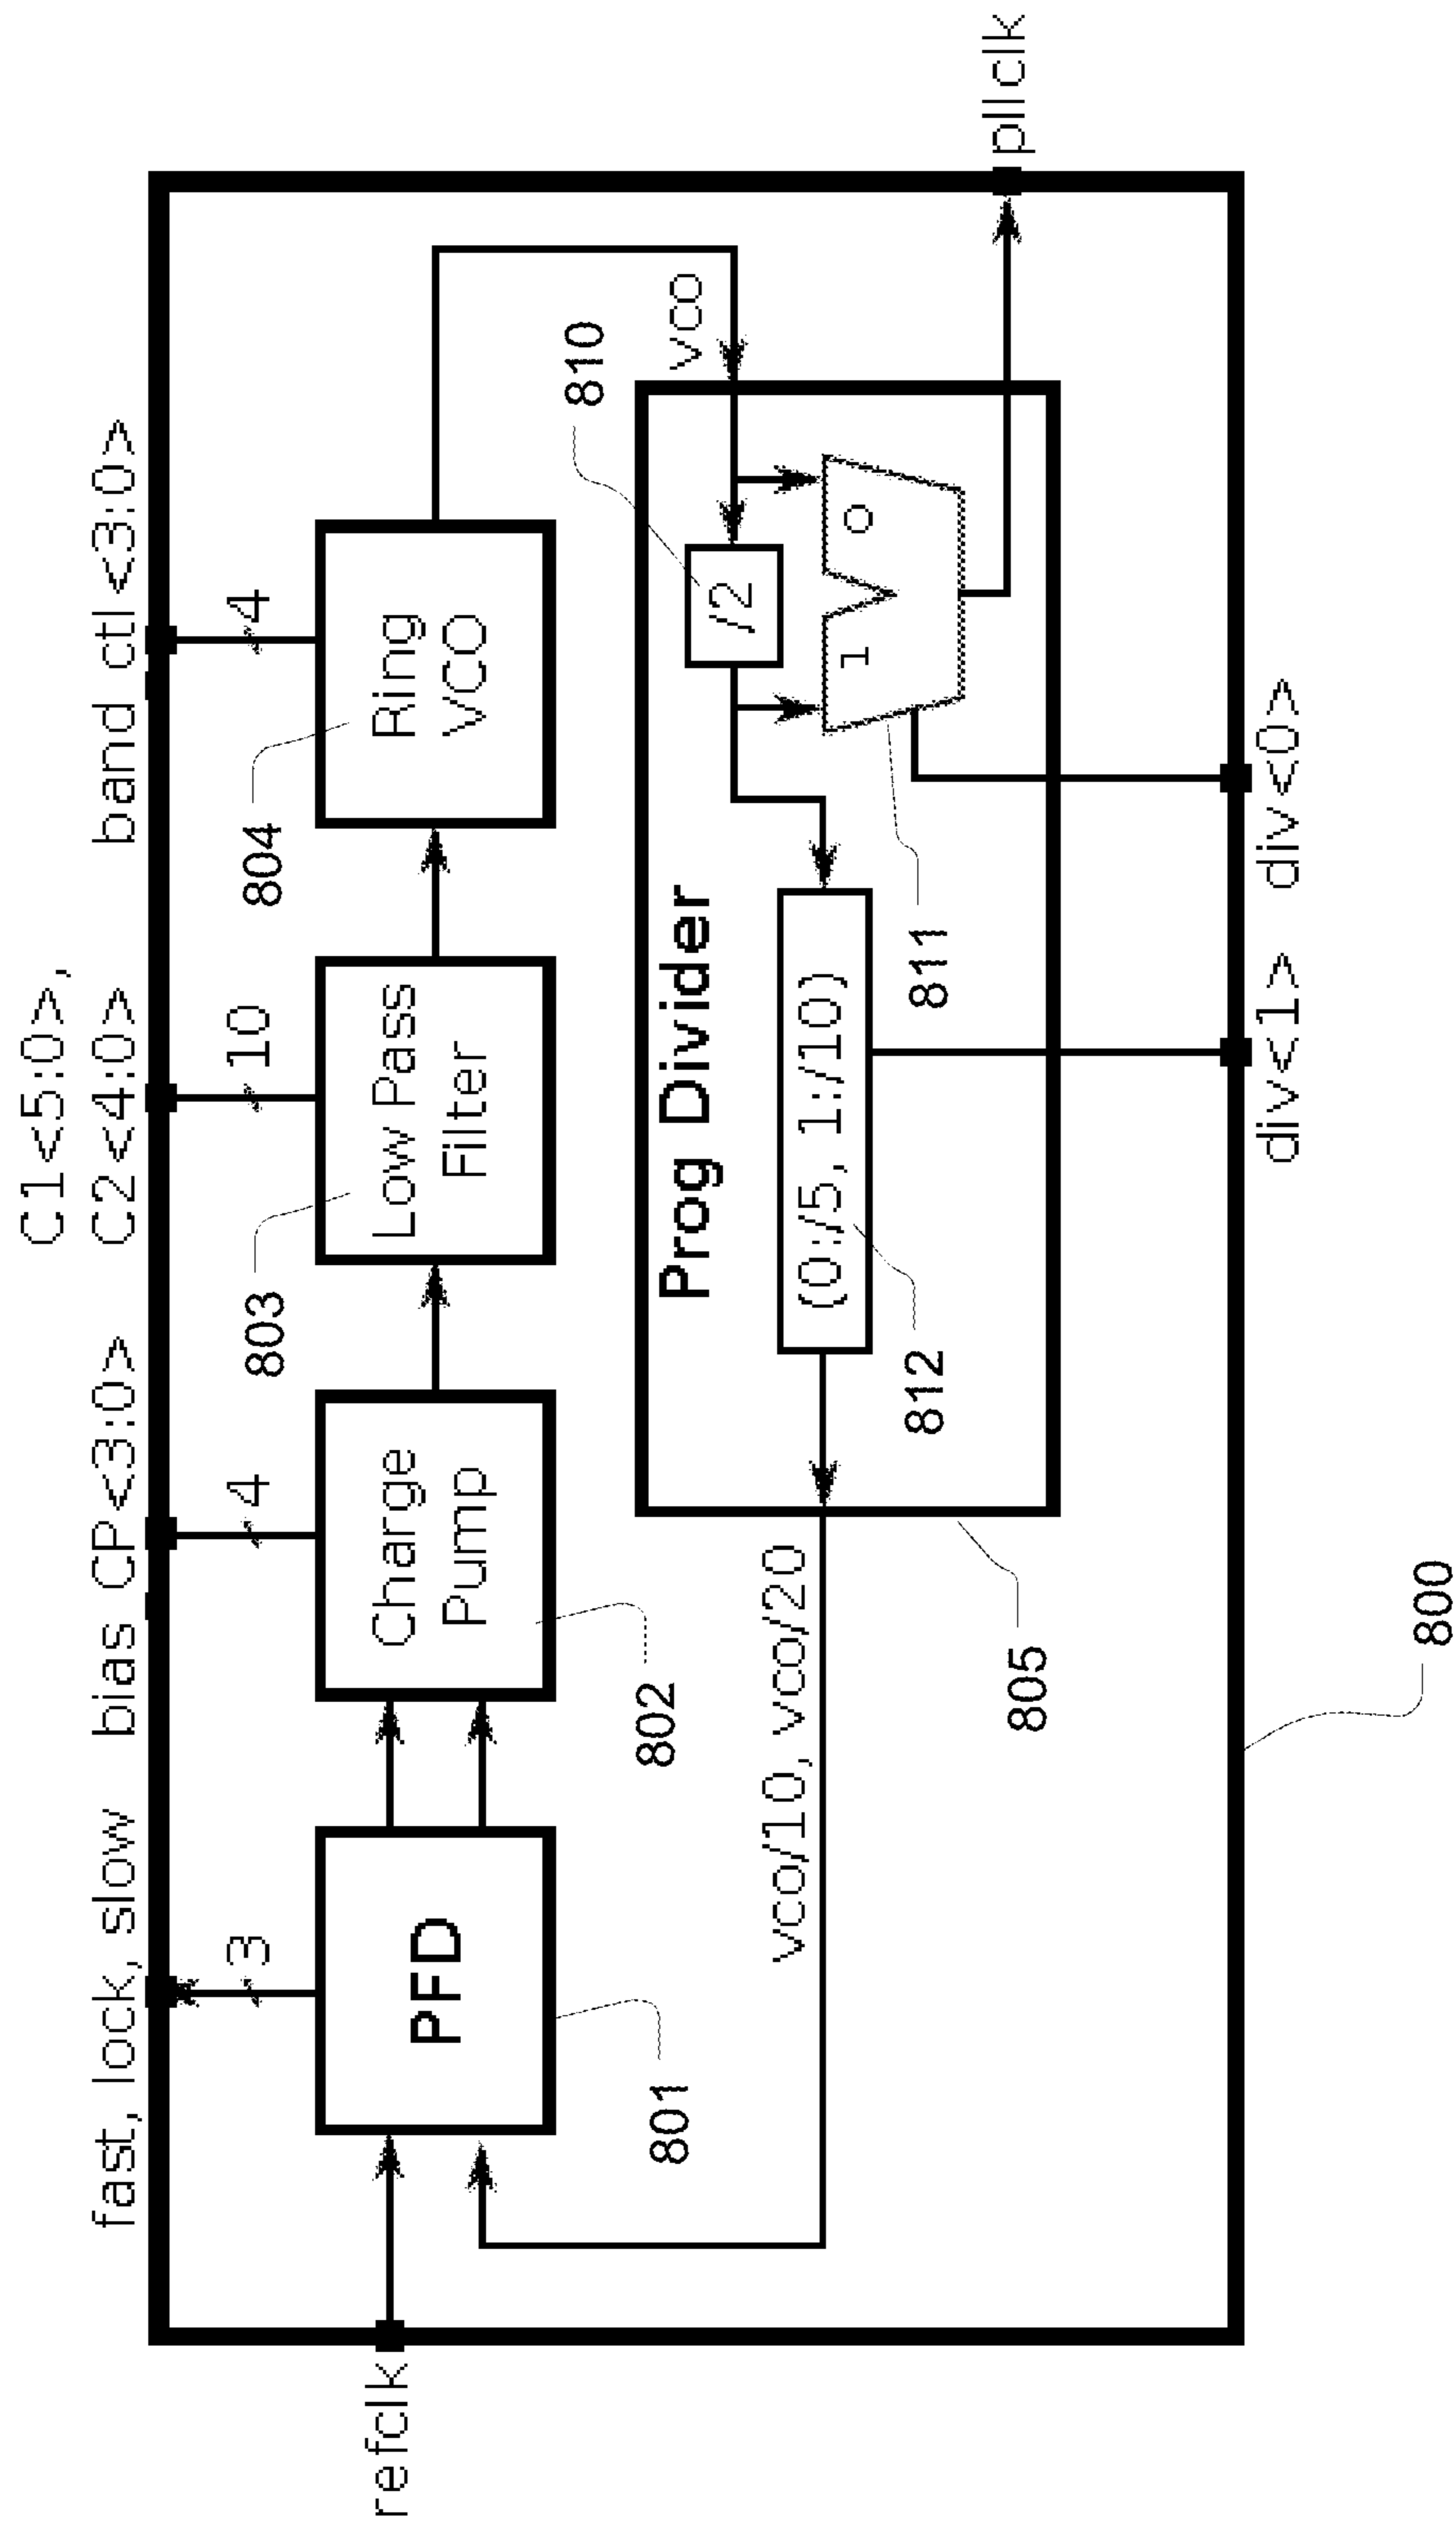 C1<5:0>,
fast, lock, slow
bias CP<3:0>
C2<4:0>
band ctl<3:0>
3
4
10
4
803
804
refclk
PFD
Charge
Pump
Low Pass
Filter
Ring
VCO
801
802
810
vco
Prog Divider
/2
vco/10, vco/20
(0:/5, 1:/10)
1
0
812
811
805
pllclk
div<1>
div<0>
800